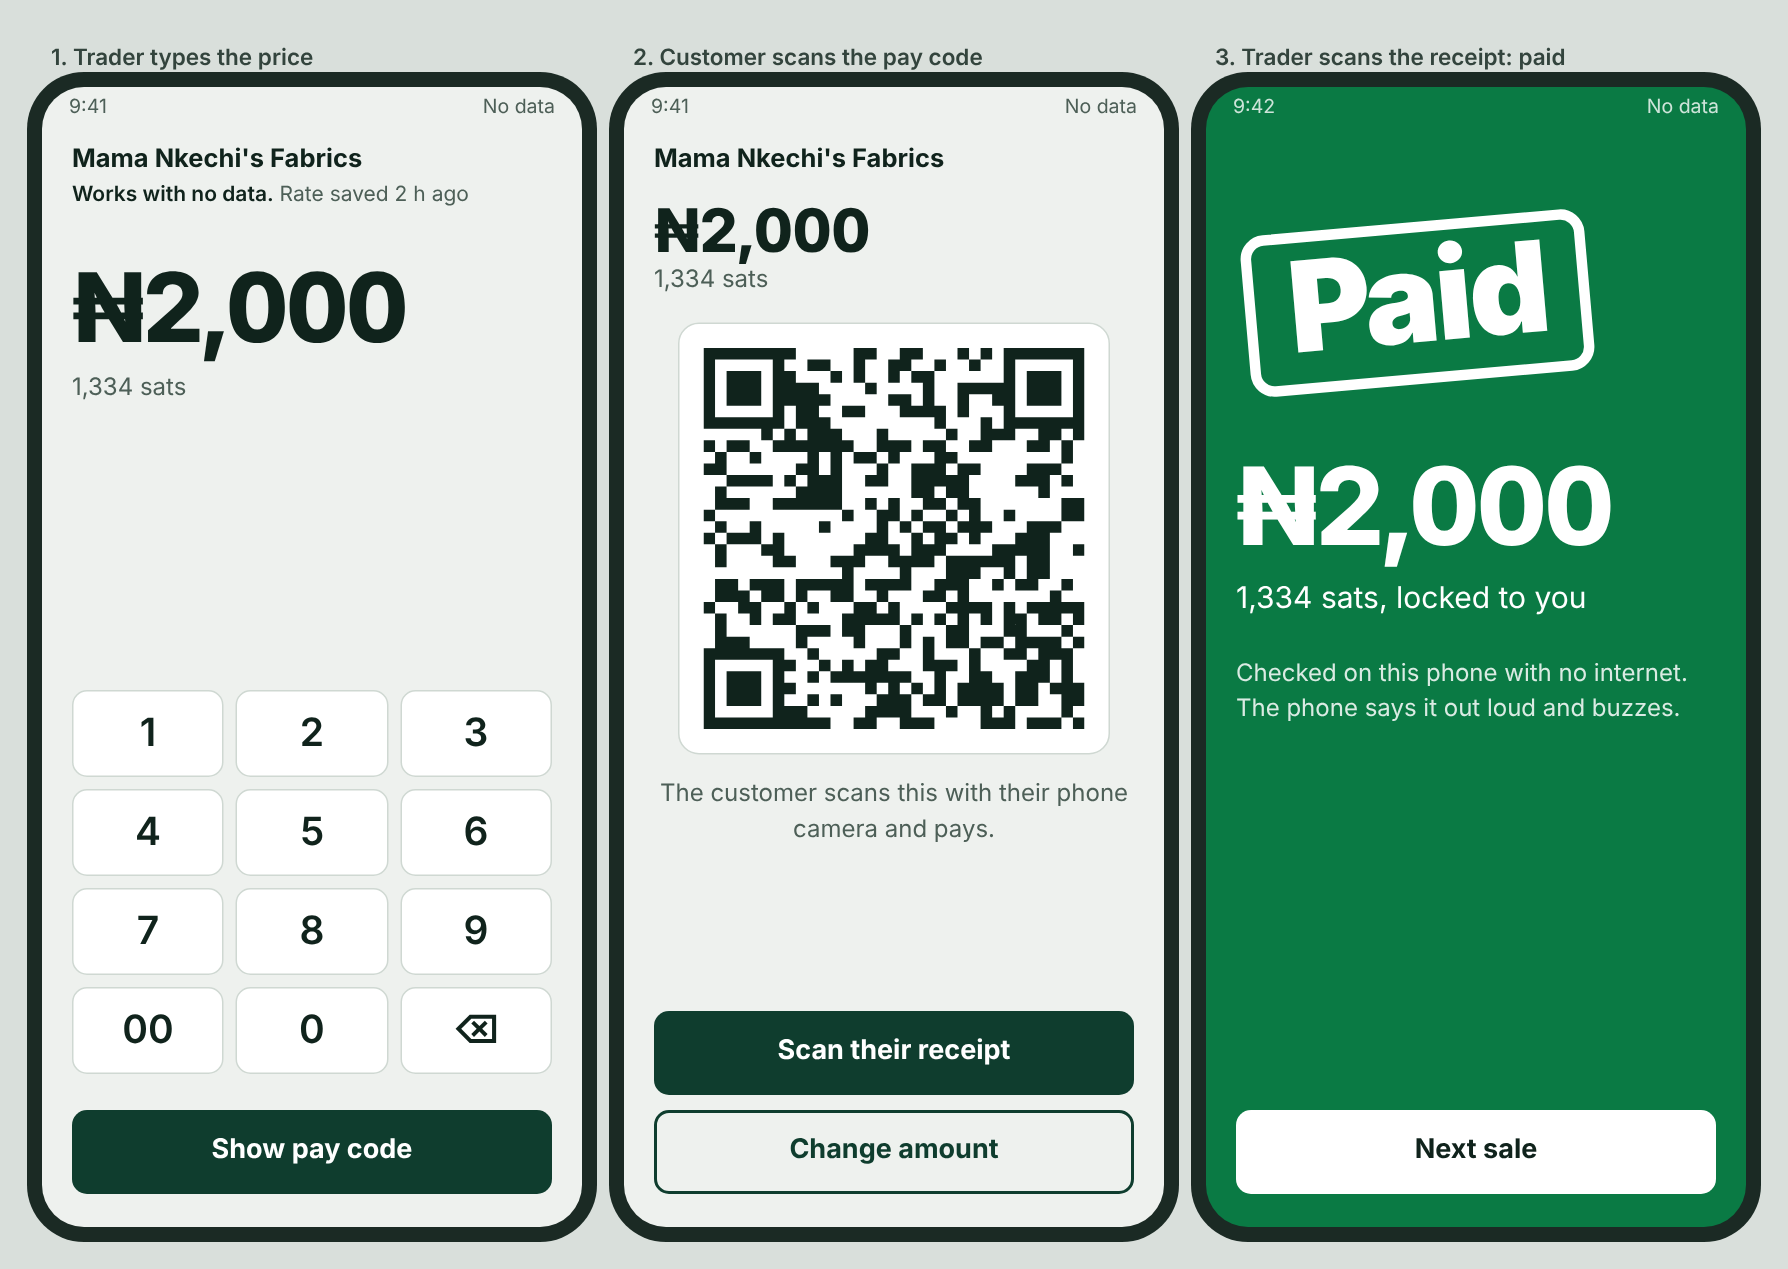 1. Trader types the price
9:41
No data
Mama Nkechi's Fabrics
Works with no data. Rate saved 2 h ago
₦2,000
1,334 sats
1
2
3
4
5
6
7
8
9
00
0
Show pay code
2. Customer scans the pay code
9:41
No data
Mama Nkechi's Fabrics
₦2,000
1,334 sats
The customer scans this with their phone
camera and pays.
Scan their receipt
Change amount
3. Trader scans the receipt: paid
9:42
No data
Paid
₦2,000
1,334 sats, locked to you
Checked on this phone with no internet.
The phone says it out loud and buzzes.
Next sale